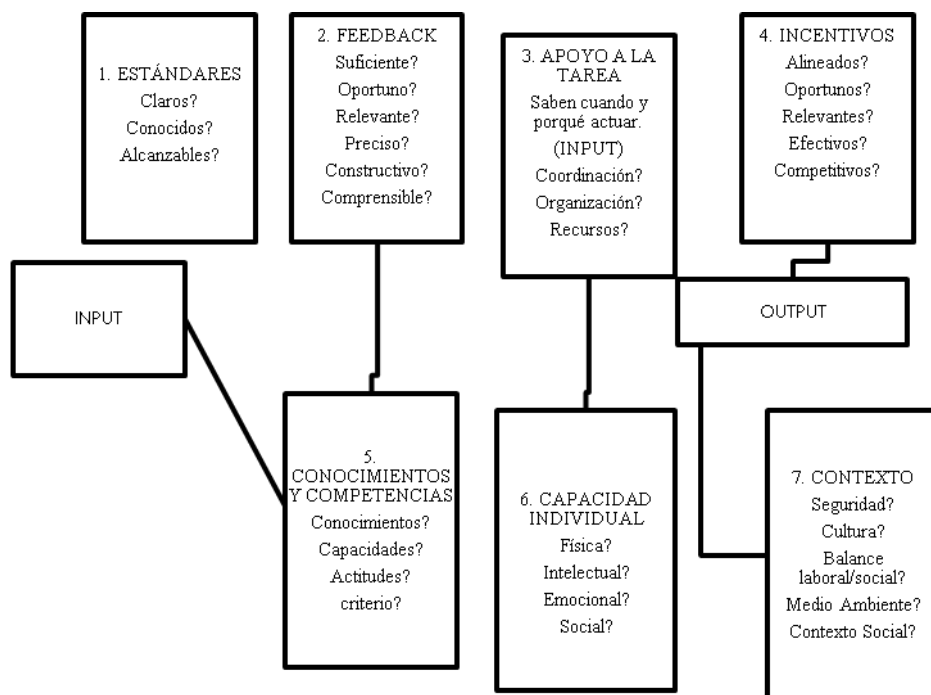 1. ESTÁNDARES
Claros?
Conocidos?
Alcanzables?
2. FEEDBACK
Suficiente?
Oportuno?
Relevante?
Preciso?
Constructivo?
Comprensible?
3. APOYO A LA
TAREA
Saben cuando y
porqué actuar.
(INPUT)
Coordinación?
Organización?
Recursos?
4. INCENTIVOS
Alineados?
Oportunos?
Relevantes?
Efectivos?
Competitivos?
INPUT
OUTPUT
5.
CONOCIMIENTOS
Y COMPETENCIAS
Conocimientos?
Capacidades?
Actitudes?
criterio?
6. CAPACIDAD
INDIVIDUAL
Física?
Intelectual?
Emocional?
Social?
7. CONTEXTO
Seguridad?
Cultura?
Balance
laboral/social?
Medio Ambiente?
Contexto Social?